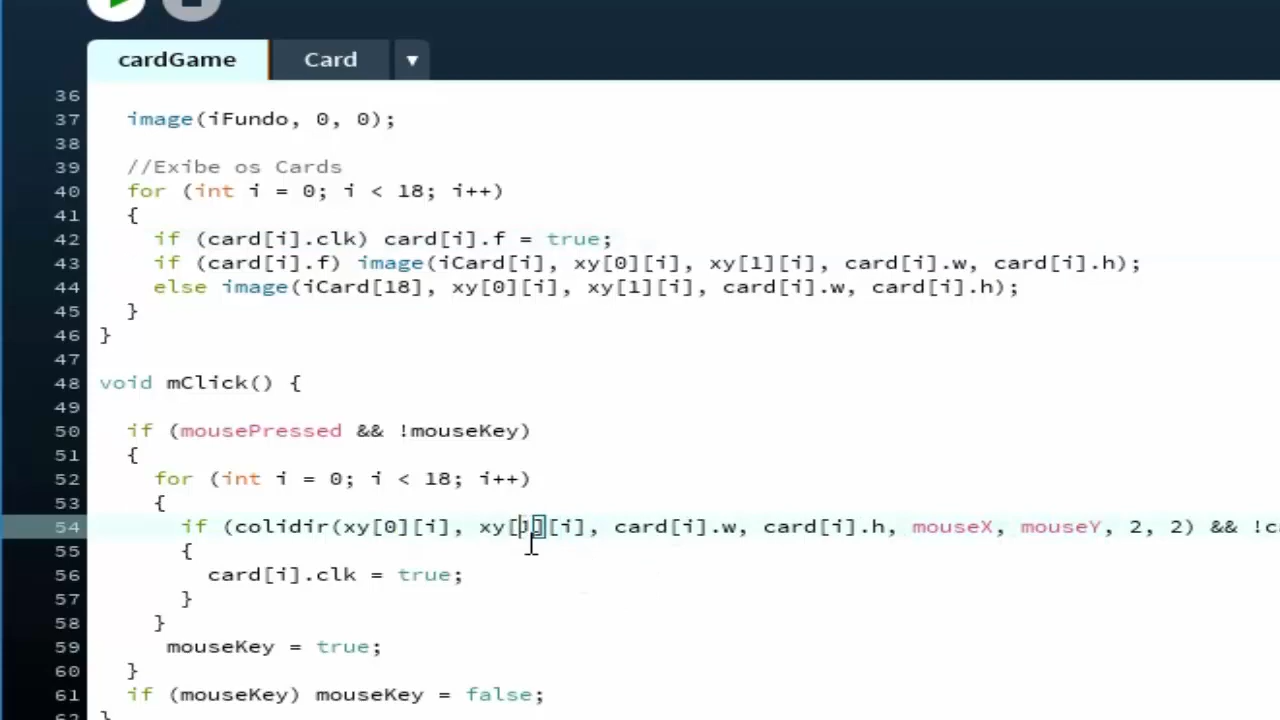 cardGame Card
36
37 image(iFundo, 0, 0);
38
39 //Exibe os Cards
40 for (int i = 0; i < 18; i++)
41 {
42 if (card[i].clk) card[i].f = true;
43 if (card[i].f) image(iCard[i], xy[0][i], xy[1][i], card[i].w, card[i].h);
44 else image(iCard[18], xy[0][i], xy[1][i], card[i].w, card[i].h);
45 }
46 }
47
48 void mClick() {
49
50 if (mousePressed && !mouseKey)
51 {
52 for (int i = 0; i < 18; i++)
53 {
54 if (colidir(xy[0][i], xy[1][i], card[i].w, card[i].h, mouseX, mouseY, 2, 2) && !c
55 {
56 card[i].clk = true;
57 }
58 }
59 mouseKey = true;
60 }
61 if (mouseKey) mouseKey = false;
62 }